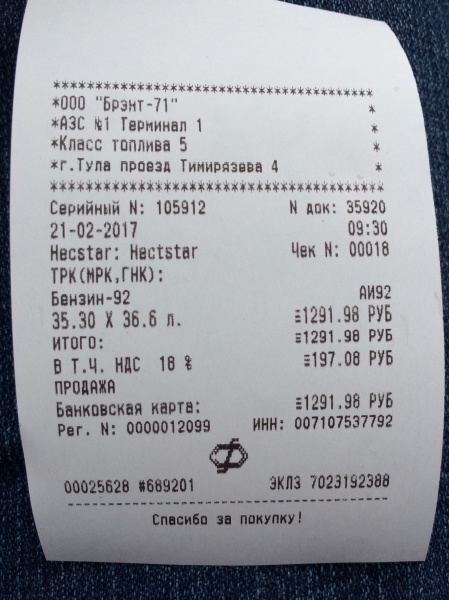 ************************************
*ООО "Брэнт-71" *
*АЗС №1 Терминал 1 *
*Класс топлива 5 *
*г.Тула проезд Тимирязева 4 *
************************************
Серийный N: 105912 N док: 35920
21-02-2017 09:30
Hecstar: Hectstar Чек N: 00018
ТРК(МРК,ГНК):
Бензин-92 АИ92
35.30 X 36.6 л. ≡1291.98 РУБ
ИТОГО: ≡1291.98 РУБ
В Т.Ч. НДС 18 % ≡197.08 РУБ
ПРОДАЖА
Банковская карта: ≡1291.98 РУБ
Рег. N: 0000012099 ИНН: 007107537792
00025628 #689201 ЭКЛЗ 7023192388
Спасибо за покупку!